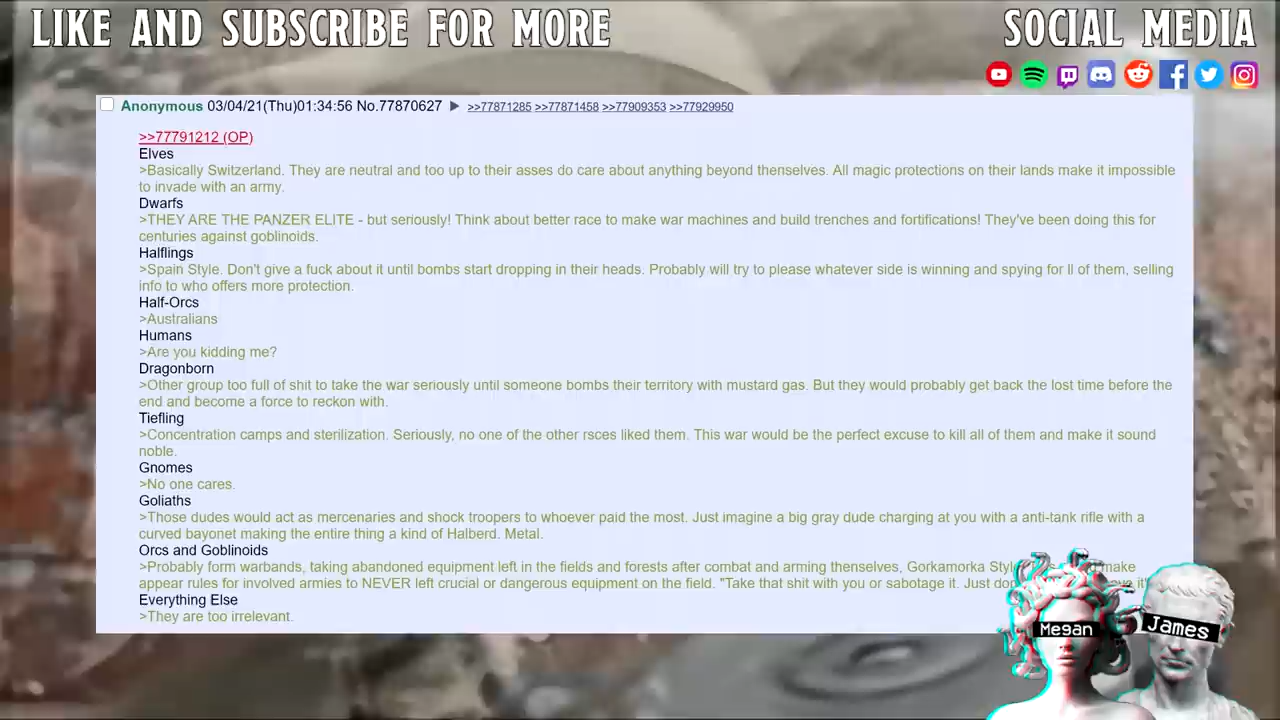 LIKE AND SUBSCRIBE FOR MORE
SOCIAL MEDIA
Anonymous 03/04/21(Thu)01:34:56 No.77870627 ▶ >>77871285 >>77871458 >>77909353 >>77929950
>>77791212 (OP)
Elves
>Basically Switzerland. They are neutral and too up to their asses do care about anything beyond themselves. All magic protections on their lands make it impossible
to invade with an army.
Dwarfs
>THEY ARE THE PANZER ELITE - but seriously! Think about better race to make war machines and build trenches and fortifications! They've been doing this for
centuries against goblinoids.
Halflings
>Spain Style. Don't give a fuck about it until bombs start dropping in their heads. Probably will try to please whatever side is winning and spying for ll of them, selling
info to who offers more protection.
Half-Orcs
>Australians
Humans
>Are you kidding me?
Dragonborn
>Other group too full of shit to take the war seriously until someone bombs their territory with mustard gas. But they would probably get back the lost time before the
end and become a force to reckon with.
Tiefling
>Concentration camps and sterilization. Seriously, no one of the other rsces liked them. This war would be the perfect excuse to kill all of them and make it sound
noble.
Gnomes
>No one cares.
Goliaths
>Those dudes would act as mercenaries and shock troopers to whoever paid the most. Just imagine a big gray dude charging at you with a anti-tank rifle with a
curved bayonet making the entire thing a kind of Halberd. Metal.
Orcs and Goblinoids
>Probably form warbands, taking abandoned equipment left in the fields and forests after combat and arming thenselves, Gorkamorka make
appear rules for involved armies to NEVER left crucial or dangerous equipment on the field. "Take that shit with you or sabotage it. Just
Everything Else
>They are too irrelevant.
Megan
James